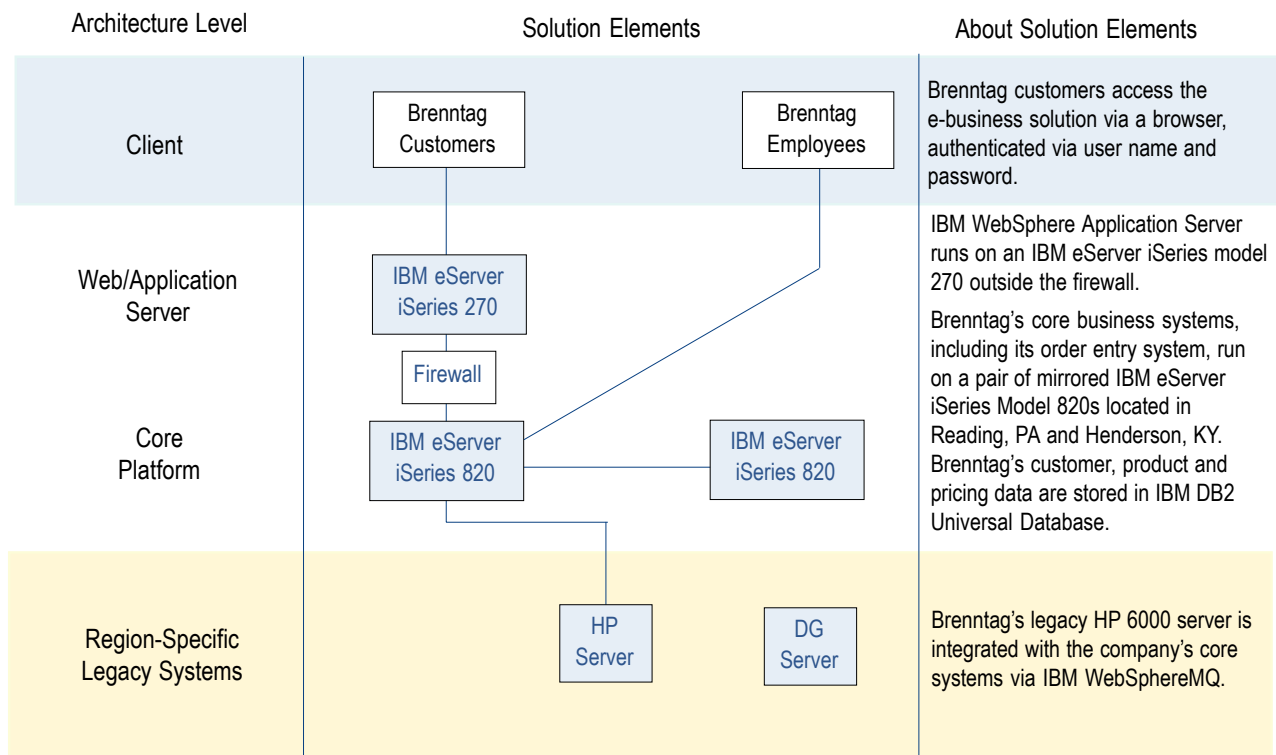 Architecture Level
Solution Elements
About Solution Elements
Client
Brenntag
Customers
Brenntag
Employees
Brenntag customers access the
e-business solution via a browser,
authenticated via user name and
password.
Web/Application
Server
IBM eServer
iSeries 270
IBM WebSphere Application Server
runs on an IBM eServer iSeries model
270 outside the firewall.
Firewall
Core
Platform
IBM eServer
iSeries 820
IBM eServer
iSeries 820
Brenntag's core business systems,
including its order entry system, run
on a pair of mirrored IBM eServer
iSeries Model 820s located in
Reading, PA and Henderson, KY.
Brenntag's customer, product and
pricing data are stored in IBM DB2
Universal Database.
Region-Specific
Legacy Systems
HP
Server
DG
Server
Brenntag's legacy HP 6000 server is
integrated with the company's core
systems via IBM WebSphereMQ.